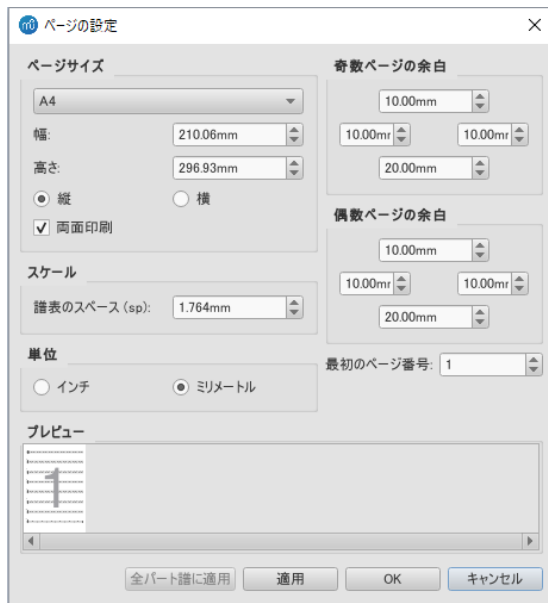 ページの設定
ページサイズ
A4
幅:
210.06mm
高さ:
296.93mm
縦
横
両面印刷
スケール
譜表のスペース (sp):
1.764mm
単位
インチ
ミリメートル
奇数ページの余白
10.00mm
10.00mr
10.00mr
20.00mm
偶数ページの余白
10.00mm
10.00mr
10.00mr
20.00mm
最初のページ番号:
1
プレビュー
1
全パート譜に適用
適用
OK
キャンセル